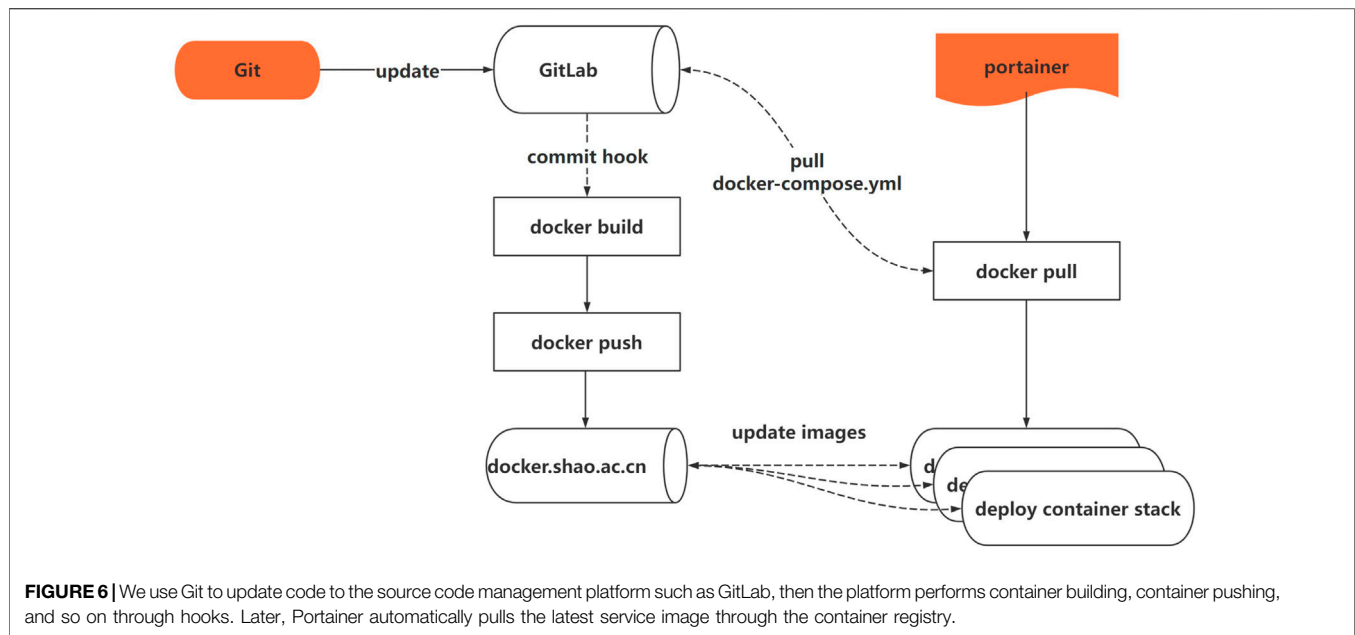 Git
update
GitLab
portainer
commit hook
pull
docker-compose.yml
docker build
docker pull
docker push
update images
docker.shao.ac.cn
d
de
deploy container stack
FIGURE 6 | We use Git to update code to the source code management platform such as GitLab, then the platform performs container building, container pushing,
and so on through hooks. Later, Portainer automatically pulls the latest service image through the container registry.